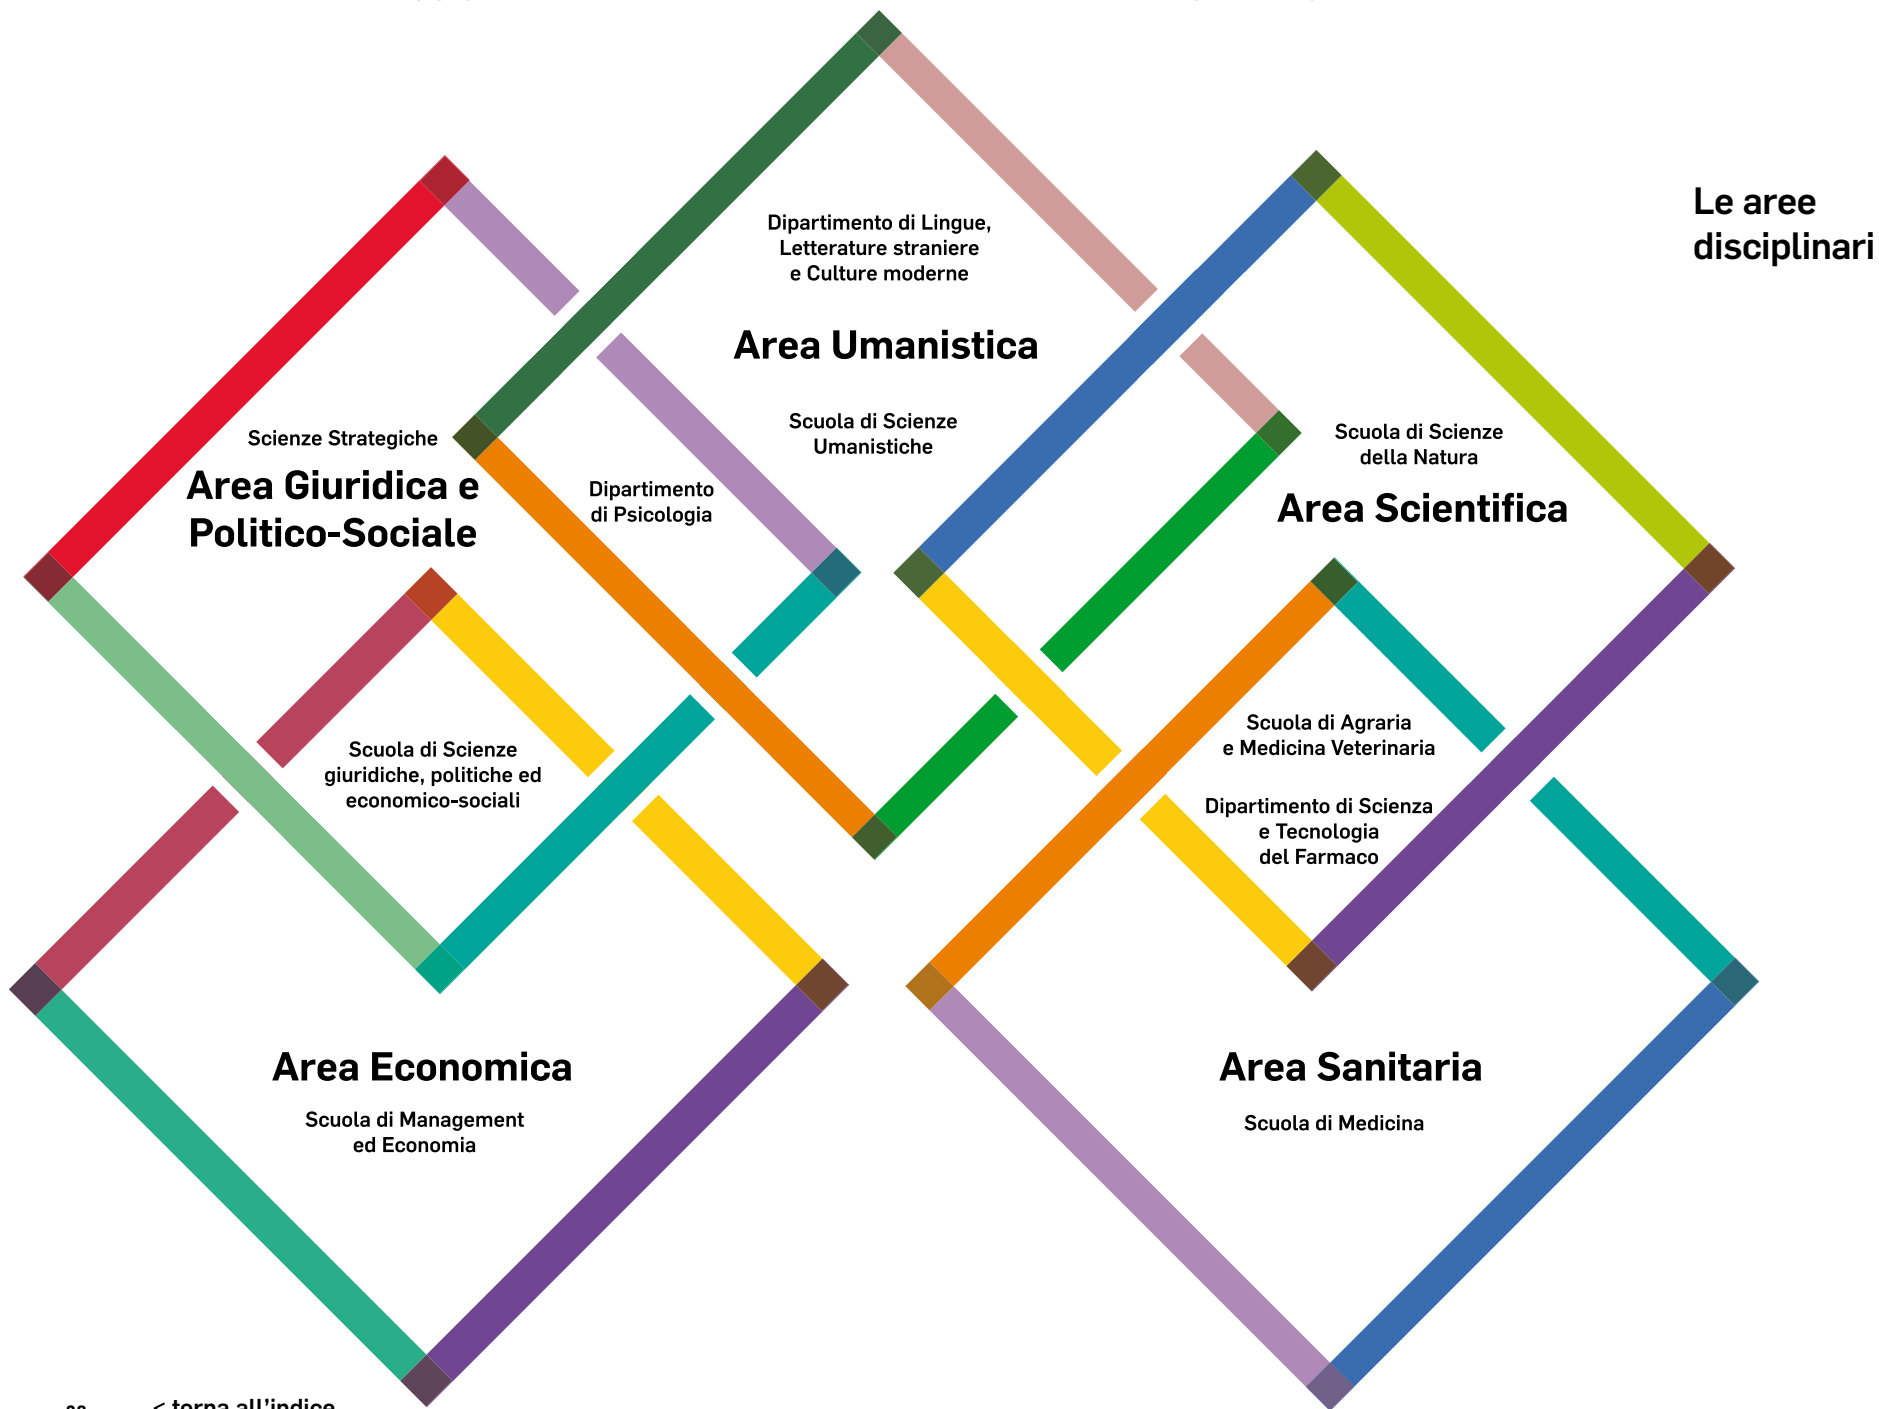 Le aree
disciplinari
Dipartimento di Lingue,
Letterature straniere
e Culture moderne
Area Umanistica
Scuola di Scienze
Umanistiche
Dipartimento
di Psicologia
Scienze Strategiche
Area Giuridica e
Politico-Sociale
Scuola di Scienze
giuridiche, politiche ed
economico-sociali
Scuola di Scienze
della Natura
Area Scientifica
Scuola di Agraria
e Medicina Veterinaria
Dipartimento di Scienza
e Tecnologia
del Farmaco
Area Economica
Scuola di Management
ed Economia
Area Sanitaria
Scuola di Medicina
< torna all'indice